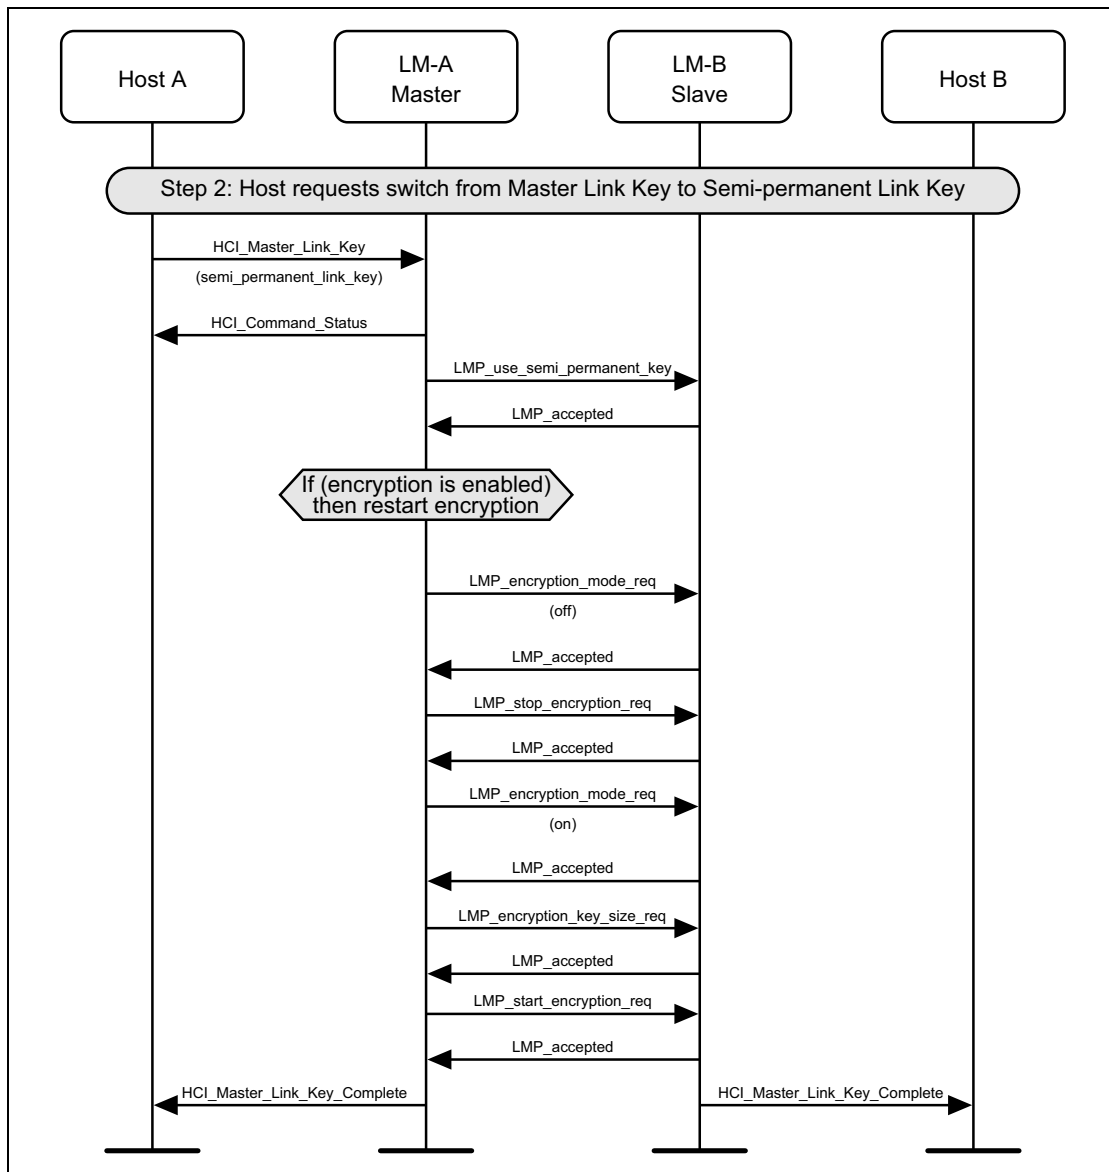 Host A
LM-A
Master
LM-B
Slave
Host B
Step 2: Host requests switch from Master Link Key to Semi-permanent Link Key
HCI_Master_Link_Key
(semi_permanent_link_key)
HCI_Command_Status
LMP_use_semi_permanent_key
LMP_accepted
If (encryption is enabled)
then restart encryption
LMP_encryption_mode_req
(off)
LMP_accepted
LMP_stop_encryption_req
LMP_accepted
LMP_encryption_mode_req
(on)
LMP_accepted
LMP_encryption_key_size_req
LMP_accepted
LMP_start_encryption_req
LMP_accepted
HCI_Master_Link_Key_Complete
HCI_Master_Link_Key_Complete